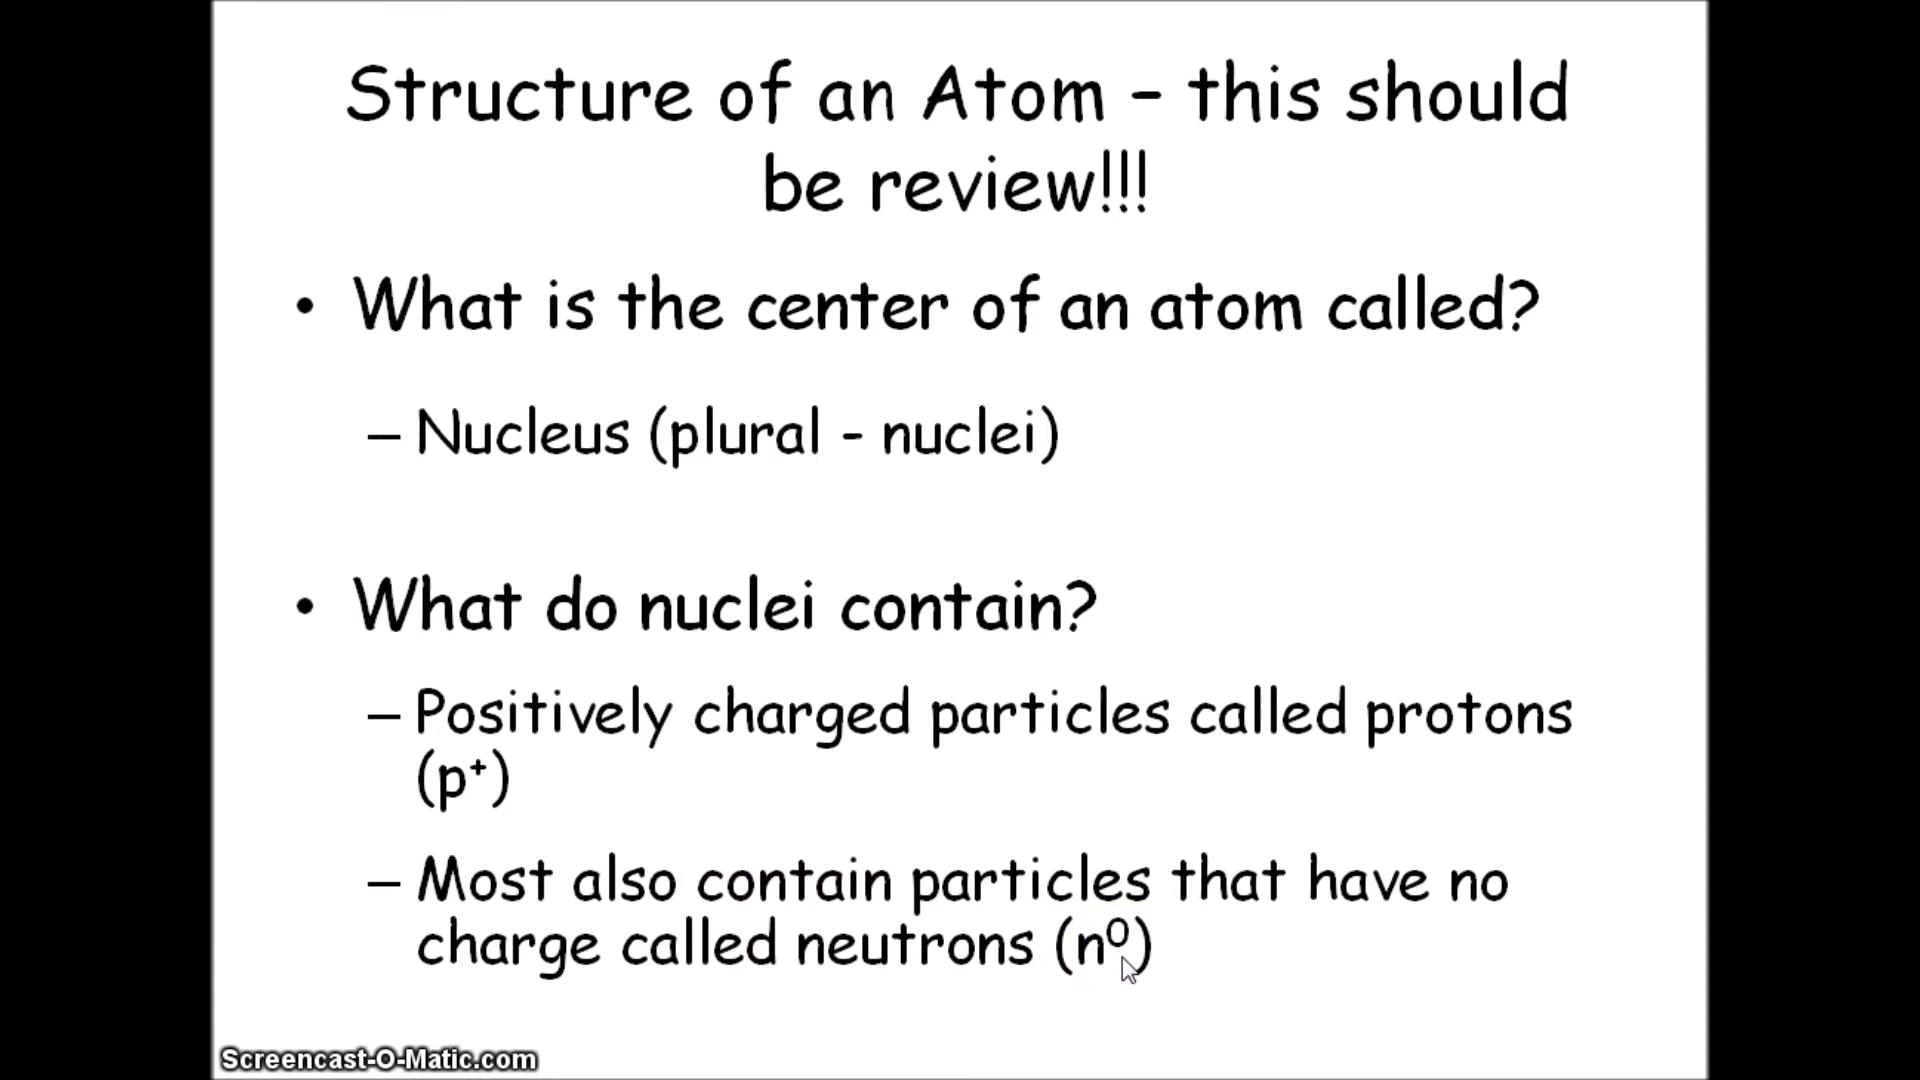 Structure of an Atom – this should
be review!!!
• What is the center of an atom called?
– Nucleus (plural - nuclei)
• What do nuclei contain?
– Positively charged particles called protons
(p⁺)
– Most also contain particles that have no
charge called neutrons (n⁰)
Screencast-O-Matic.com